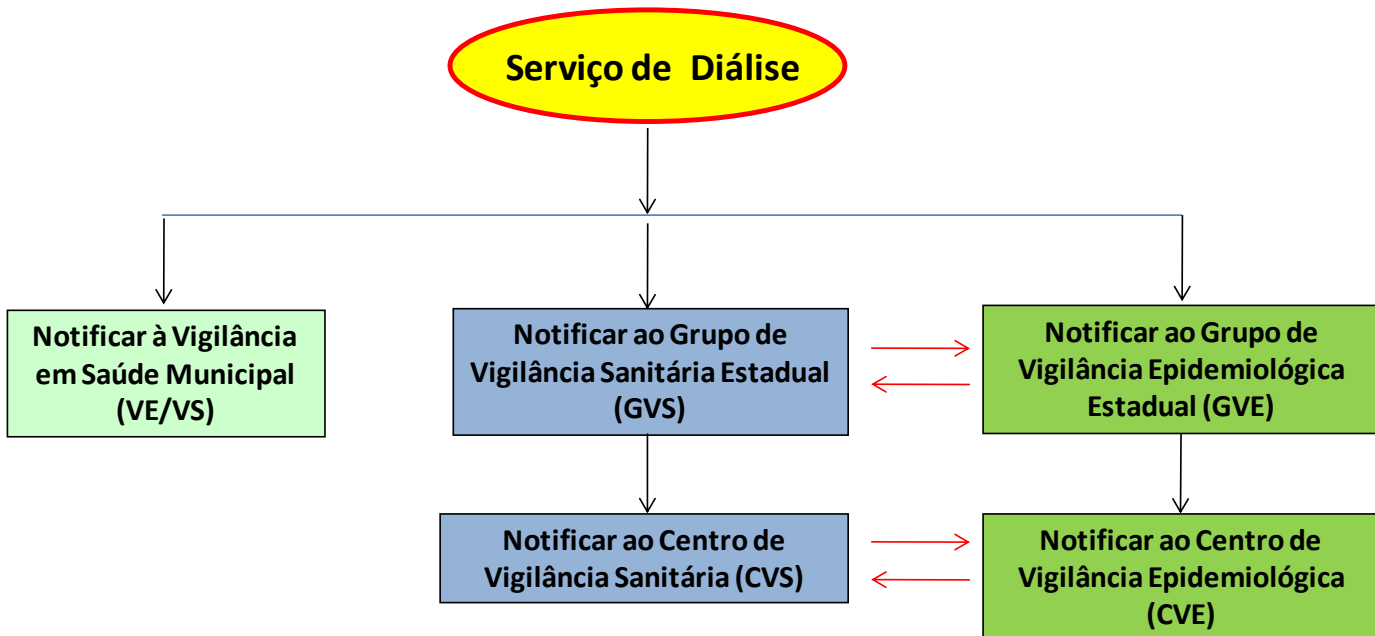 Serviço de Diálise
Notificar à Vigilância
em Saúde Municipal
(VE/VS)
Notificar ao Grupo de
Vigilância Sanitária Estadual
(GVS)
Notificar ao Grupo de
Vigilância Epidemiológica
Estadual (GVE)
Notificar ao Centro de
Vigilância Sanitária (CVS)
Notificar ao Centro de
Vigilância Epidemiológica
(CVE)